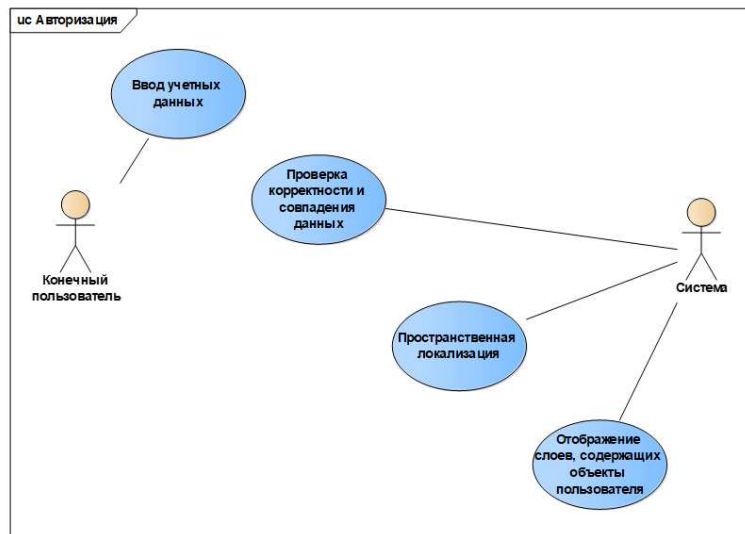 uc Авторизация
Ввод учетных
данных
Проверка
корректности и
совпадения
данных
Конечный
пользователь
Система
Пространственная
локализация
Отображение
слоев, содержащих
объекты
пользователя